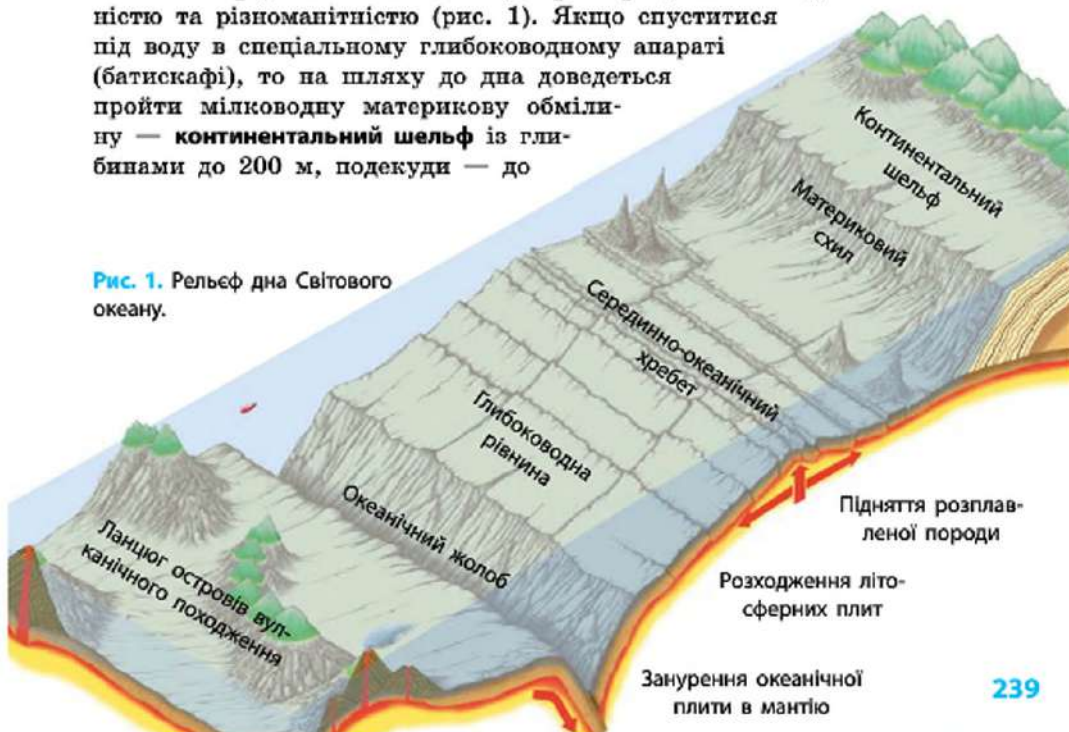 ністю та різноманітністю (рис. 1). Якщо спуститися
під воду в спеціальному глибоководному апараті
(батискафі), то на шляху до дна доведеться
пройти мілководну материкову обміли-
ну — континентальний шельф із гли-
бинами до 200 м, подекуди — до
Рис. 1. Рельєф дна Світового
океану.
Континентальний
шельф
Материковий
схил
Серединно-океанічний
хребет
Глибоководна
рівнина
Океанічний жолоб
Ланцюг островів вул-
канічного походження
Підняття розплав-
леної породи
Розходження літо-
сферних плит
Занурення океанічної
плити в мантію
239